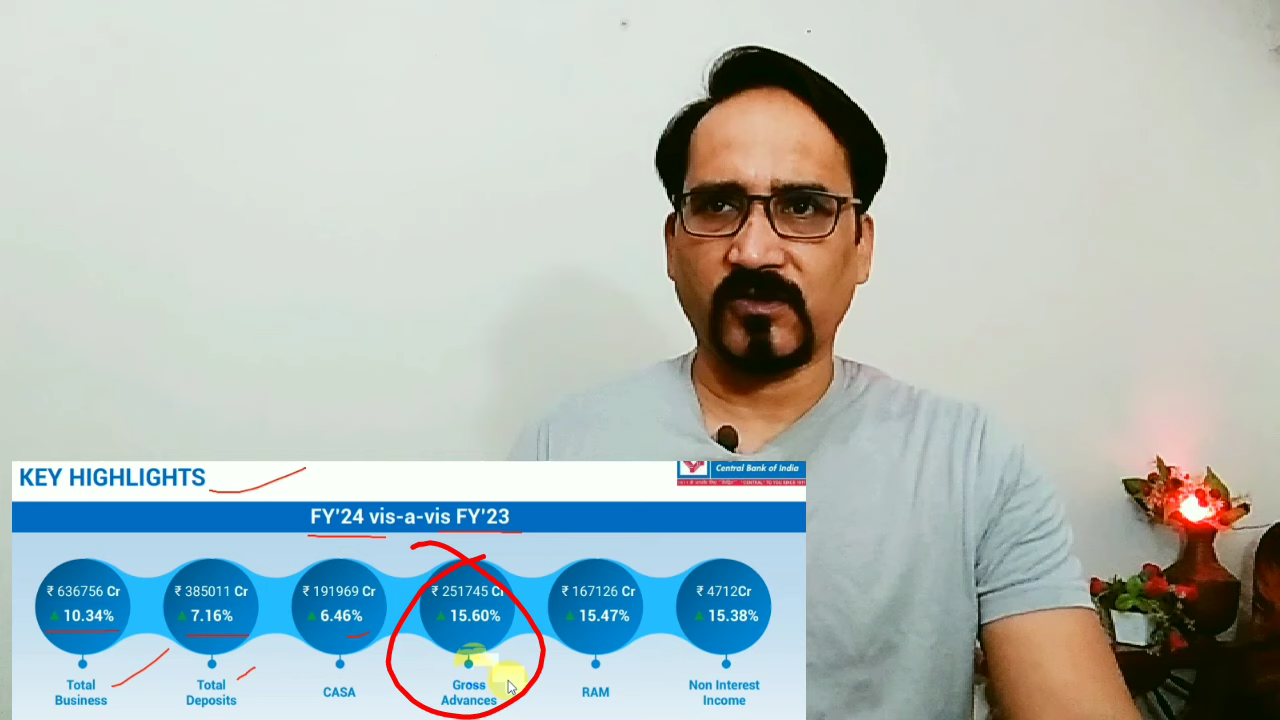 KEY HIGHLIGHTS
Central Bank of India
FY'24 vis-a-vis FY'23
₹ 636756 Cr
₹ 385011 Cr
₹ 191969 Cr
₹ 251745 Cr
₹ 167126 Cr
₹ 4712Cr
10.34%
7.16%
6.46%
15.60%
15.47%
15.38%
Total Business
Total Deposits
CASA
Gross Advances
RAM
Non Interest Income